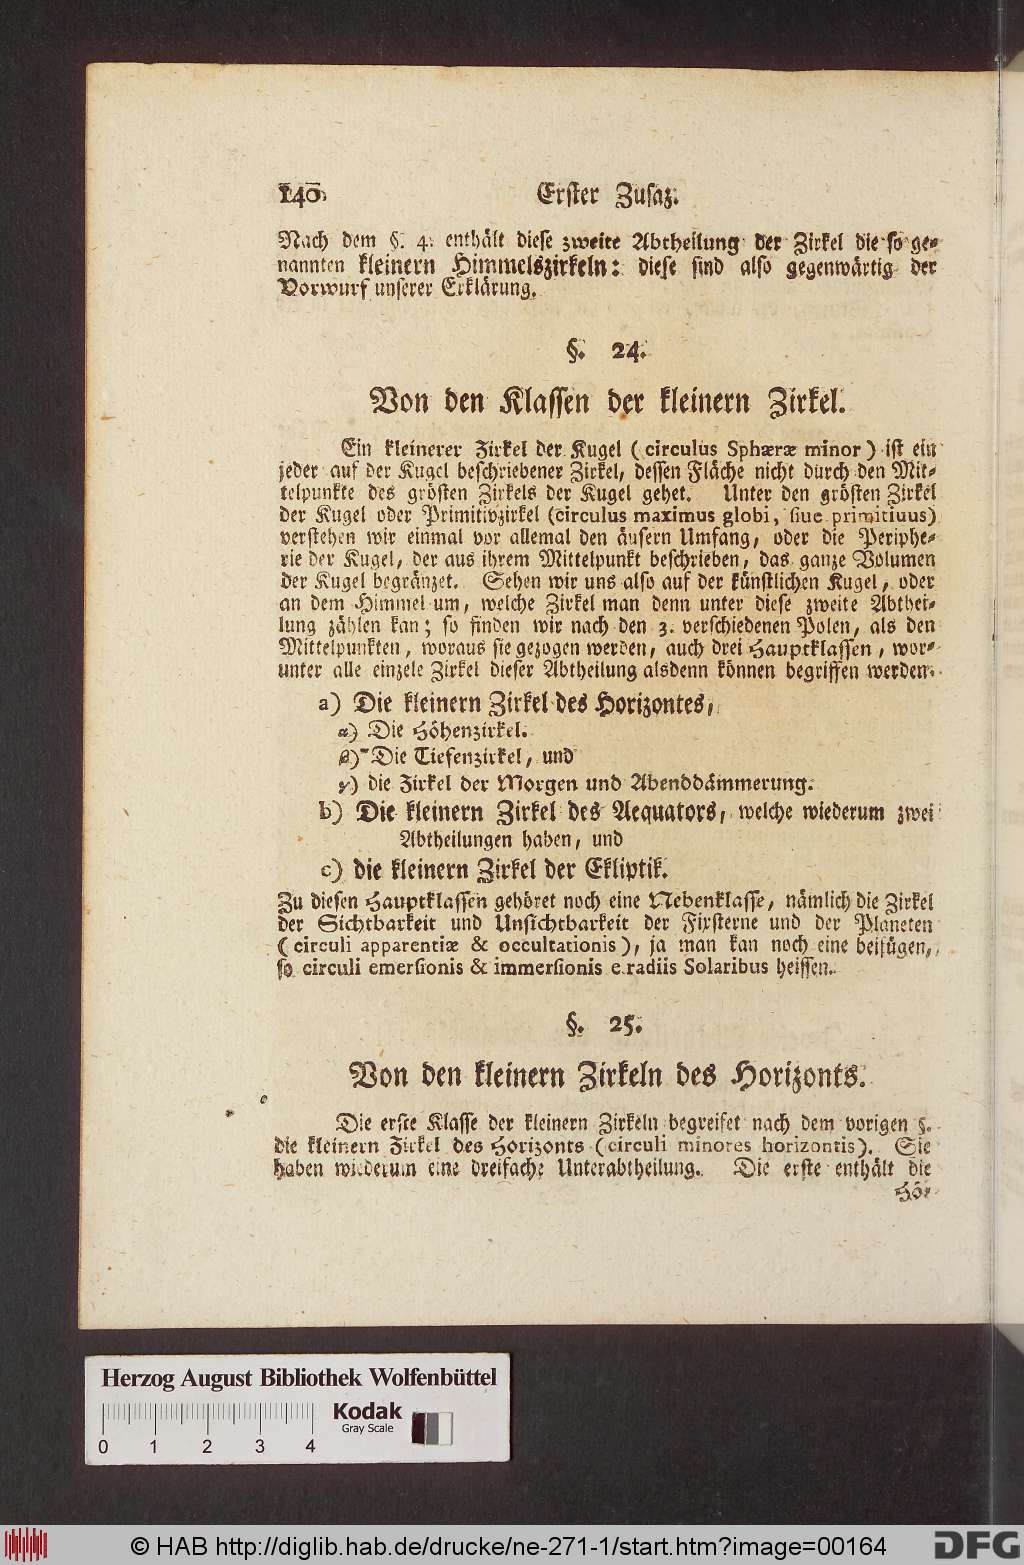 140. Erster Zusaz.
Nach dem §. 4. enthält diese zweite Abtheilung der Zirkel die so ge-
nannten kleinern Himmelszirkeln: diese sind also gegenwärtig der
Vorwurf unserer Erklärung.
§. 24.
Von den Klassen der kleinern Zirkel.
Ein kleinerer Zirkel der Kugel (circulus Sphæræ minor) ist ein
jeder auf der Kugel beschriebener Zirkel, dessen Fläche nicht durch den Mit-
telpunkte des grösten Zirkels der Kugel gehet. Unter den grösten Zirkel
der Kugel oder Primitivzirkel (circulus maximus globi, siue primitiuus)
verstehen wir einmal vor allemal den äusern Umfang, oder die Periphe-
rie der Kugel, der aus ihrem Mittelpunkt beschrieben, das ganze Volumen
der Kugel begränzet. Sehen wir uns also auf der künstlichen Kugel, oder
an dem Himmel um, welche Zirkel man denn unter diese zweite Abthei-
lung zählen kan; so finden wir nach den 3. verschiedenen Polen, als den
Mittelpunkten, woraus sie gezogen werden, auch drei Hauptklassen, wor-
unter alle einzele Zirkel dieser Abtheilung alsdenn können begriffen werden.
a) Die kleinern Zirkel des Horizontes,
α) Die Höhenzirkel.
β) Die Tiefenzirkel, und
γ) die Zirkel der Morgen und Abenddämmerung.
b) Die kleinern Zirkel des Aequators, welche wiederum zwei
Abtheilungen haben, und
c) die kleinern Zirkel der Ekliptik.
Zu diesen Hauptklassen gehöret noch eine Nebenklasse, nämlich die Zirkel
der Sichtbarkeit und Unsichtbarkeit der Fixsterne und der Planeten
(circuli apparentiæ & occultationis), ja man kan noch eine beifügen,
so circuli emersionis & immersionis e radiis Solaribus heissen.
§. 25.
Von den kleinern Zirkeln des Horizonts.
Die erste Klasse der kleinern Zirkeln begreifet nach dem vorigen §.
die kleinern Zirkel des Horizonts (circuli minores horizontis). Sie
haben wiederum eine dreifache Unterabtheilung. Die erste enthält die
Hö-
Herzog August Bibliothek Wolfenbüttel
Kodak
Gray Scale
0 1 2 3 4
© HAB http://diglib.hab.de/drucke/ne-271-1/start.htm?image=00164
DFG